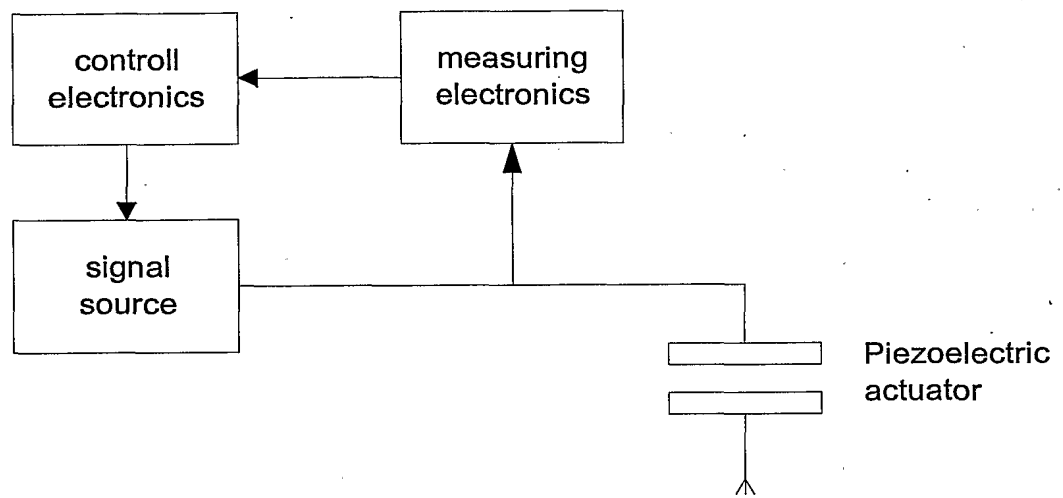 controll
electronics
measuring
electronics
signal
source
Piezoelectric
actuator